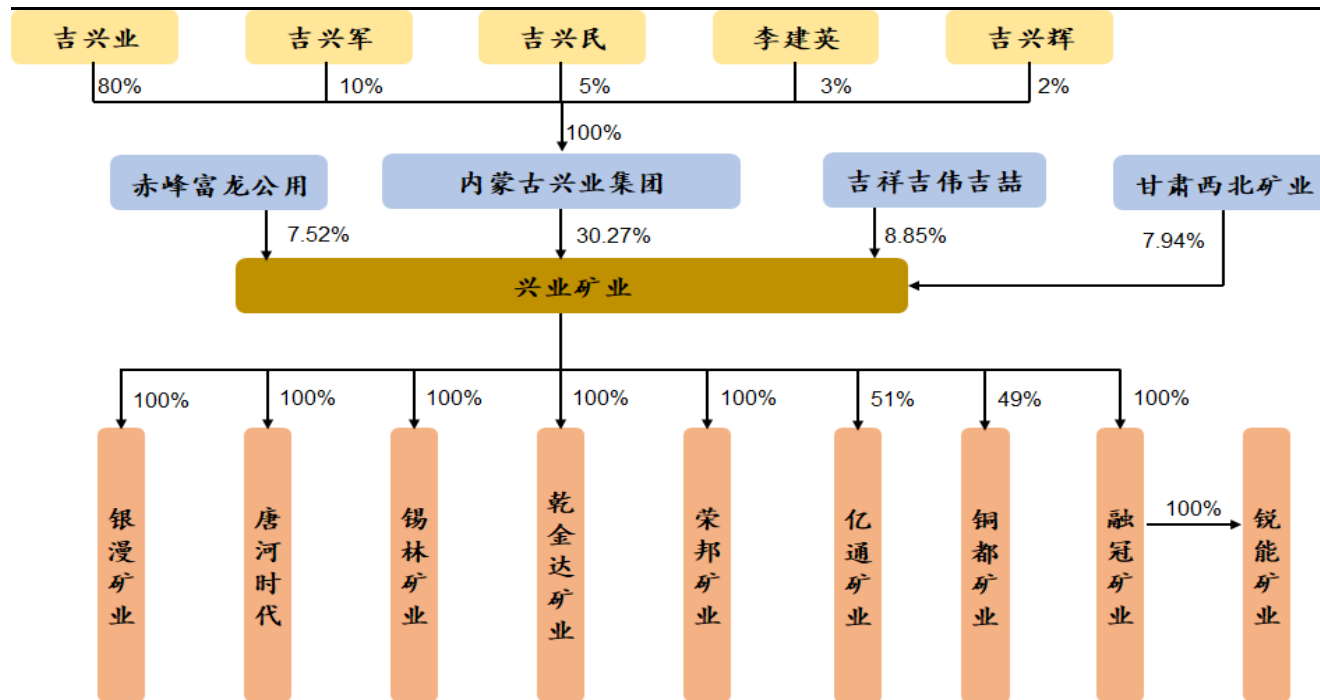 吉兴业
吉兴军
吉兴民
李建英
吉兴辉
80%
10%
5%
3%
2%
100%
赤峰富龙公用
内蒙古兴业集团
吉祥吉伟吉喆
甘肃西北矿业
7.52%
30.27%
8.85%
7.94%
兴业矿业
100%
100%
100%
100%
100%
51%
49%
100%
银漫矿业
唐河时代
锡林矿业
乾金达矿业
荣邦矿业
亿通矿业
铜都矿业
融冠矿业
100%
锐能矿业